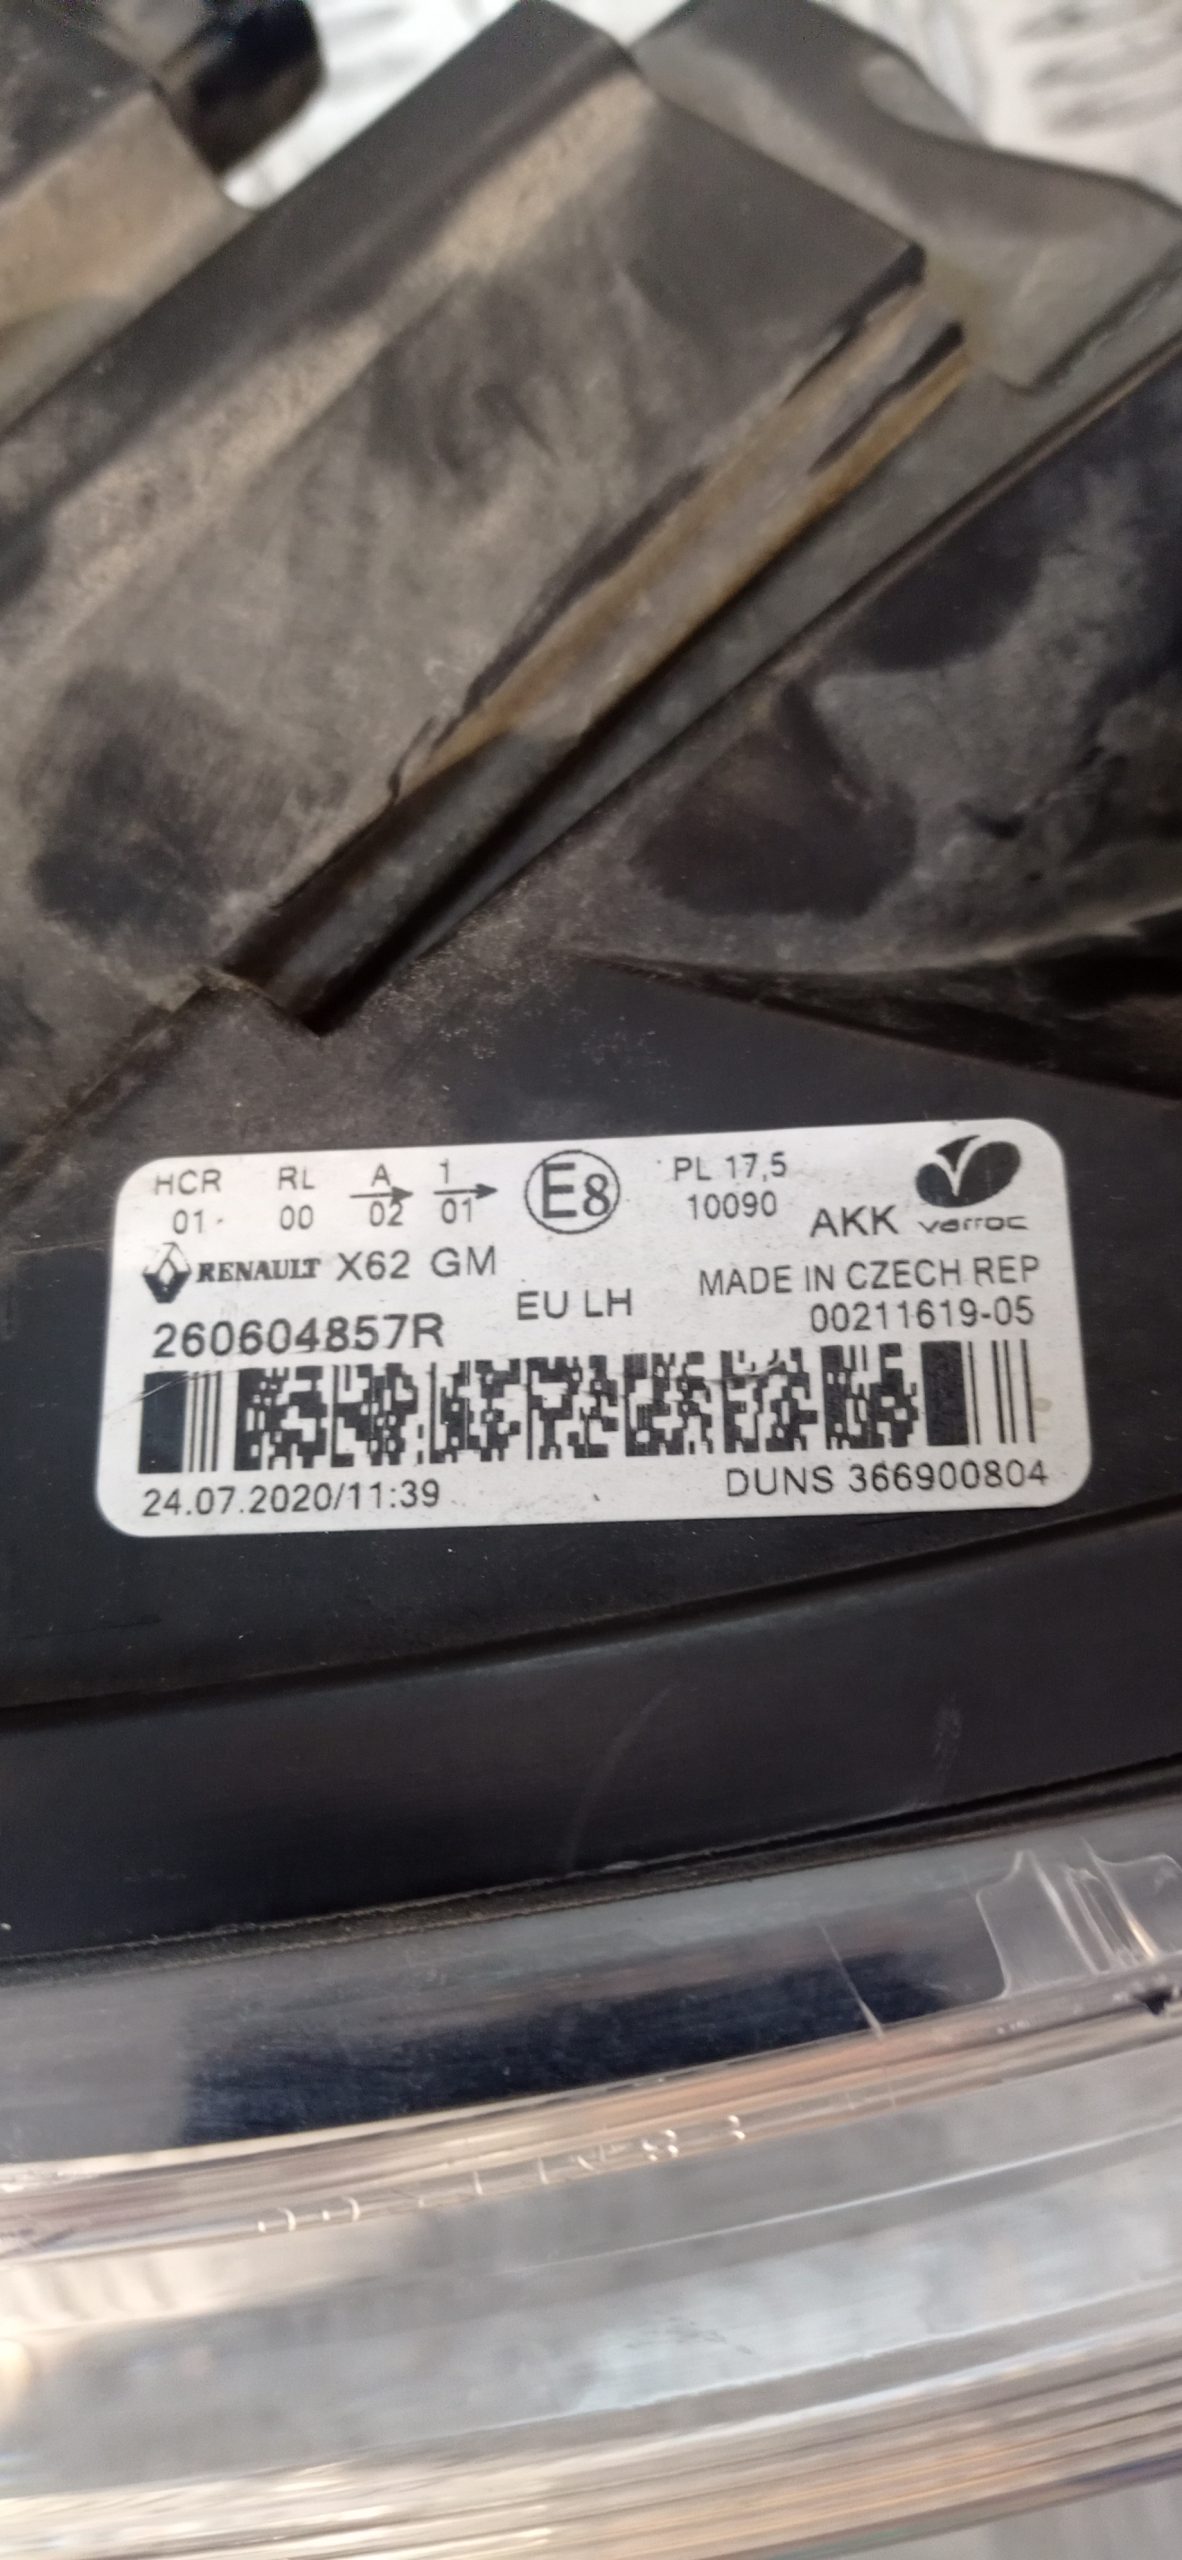 HCR RL A 1 E8 PL 17,5
01 00 02 01 10090 AKK varroc
RENAULT X62 GM
EU LH MADE IN CZECH REP
260604857R 00211619-05
24.07.2020/11:39 DUNS 366900804